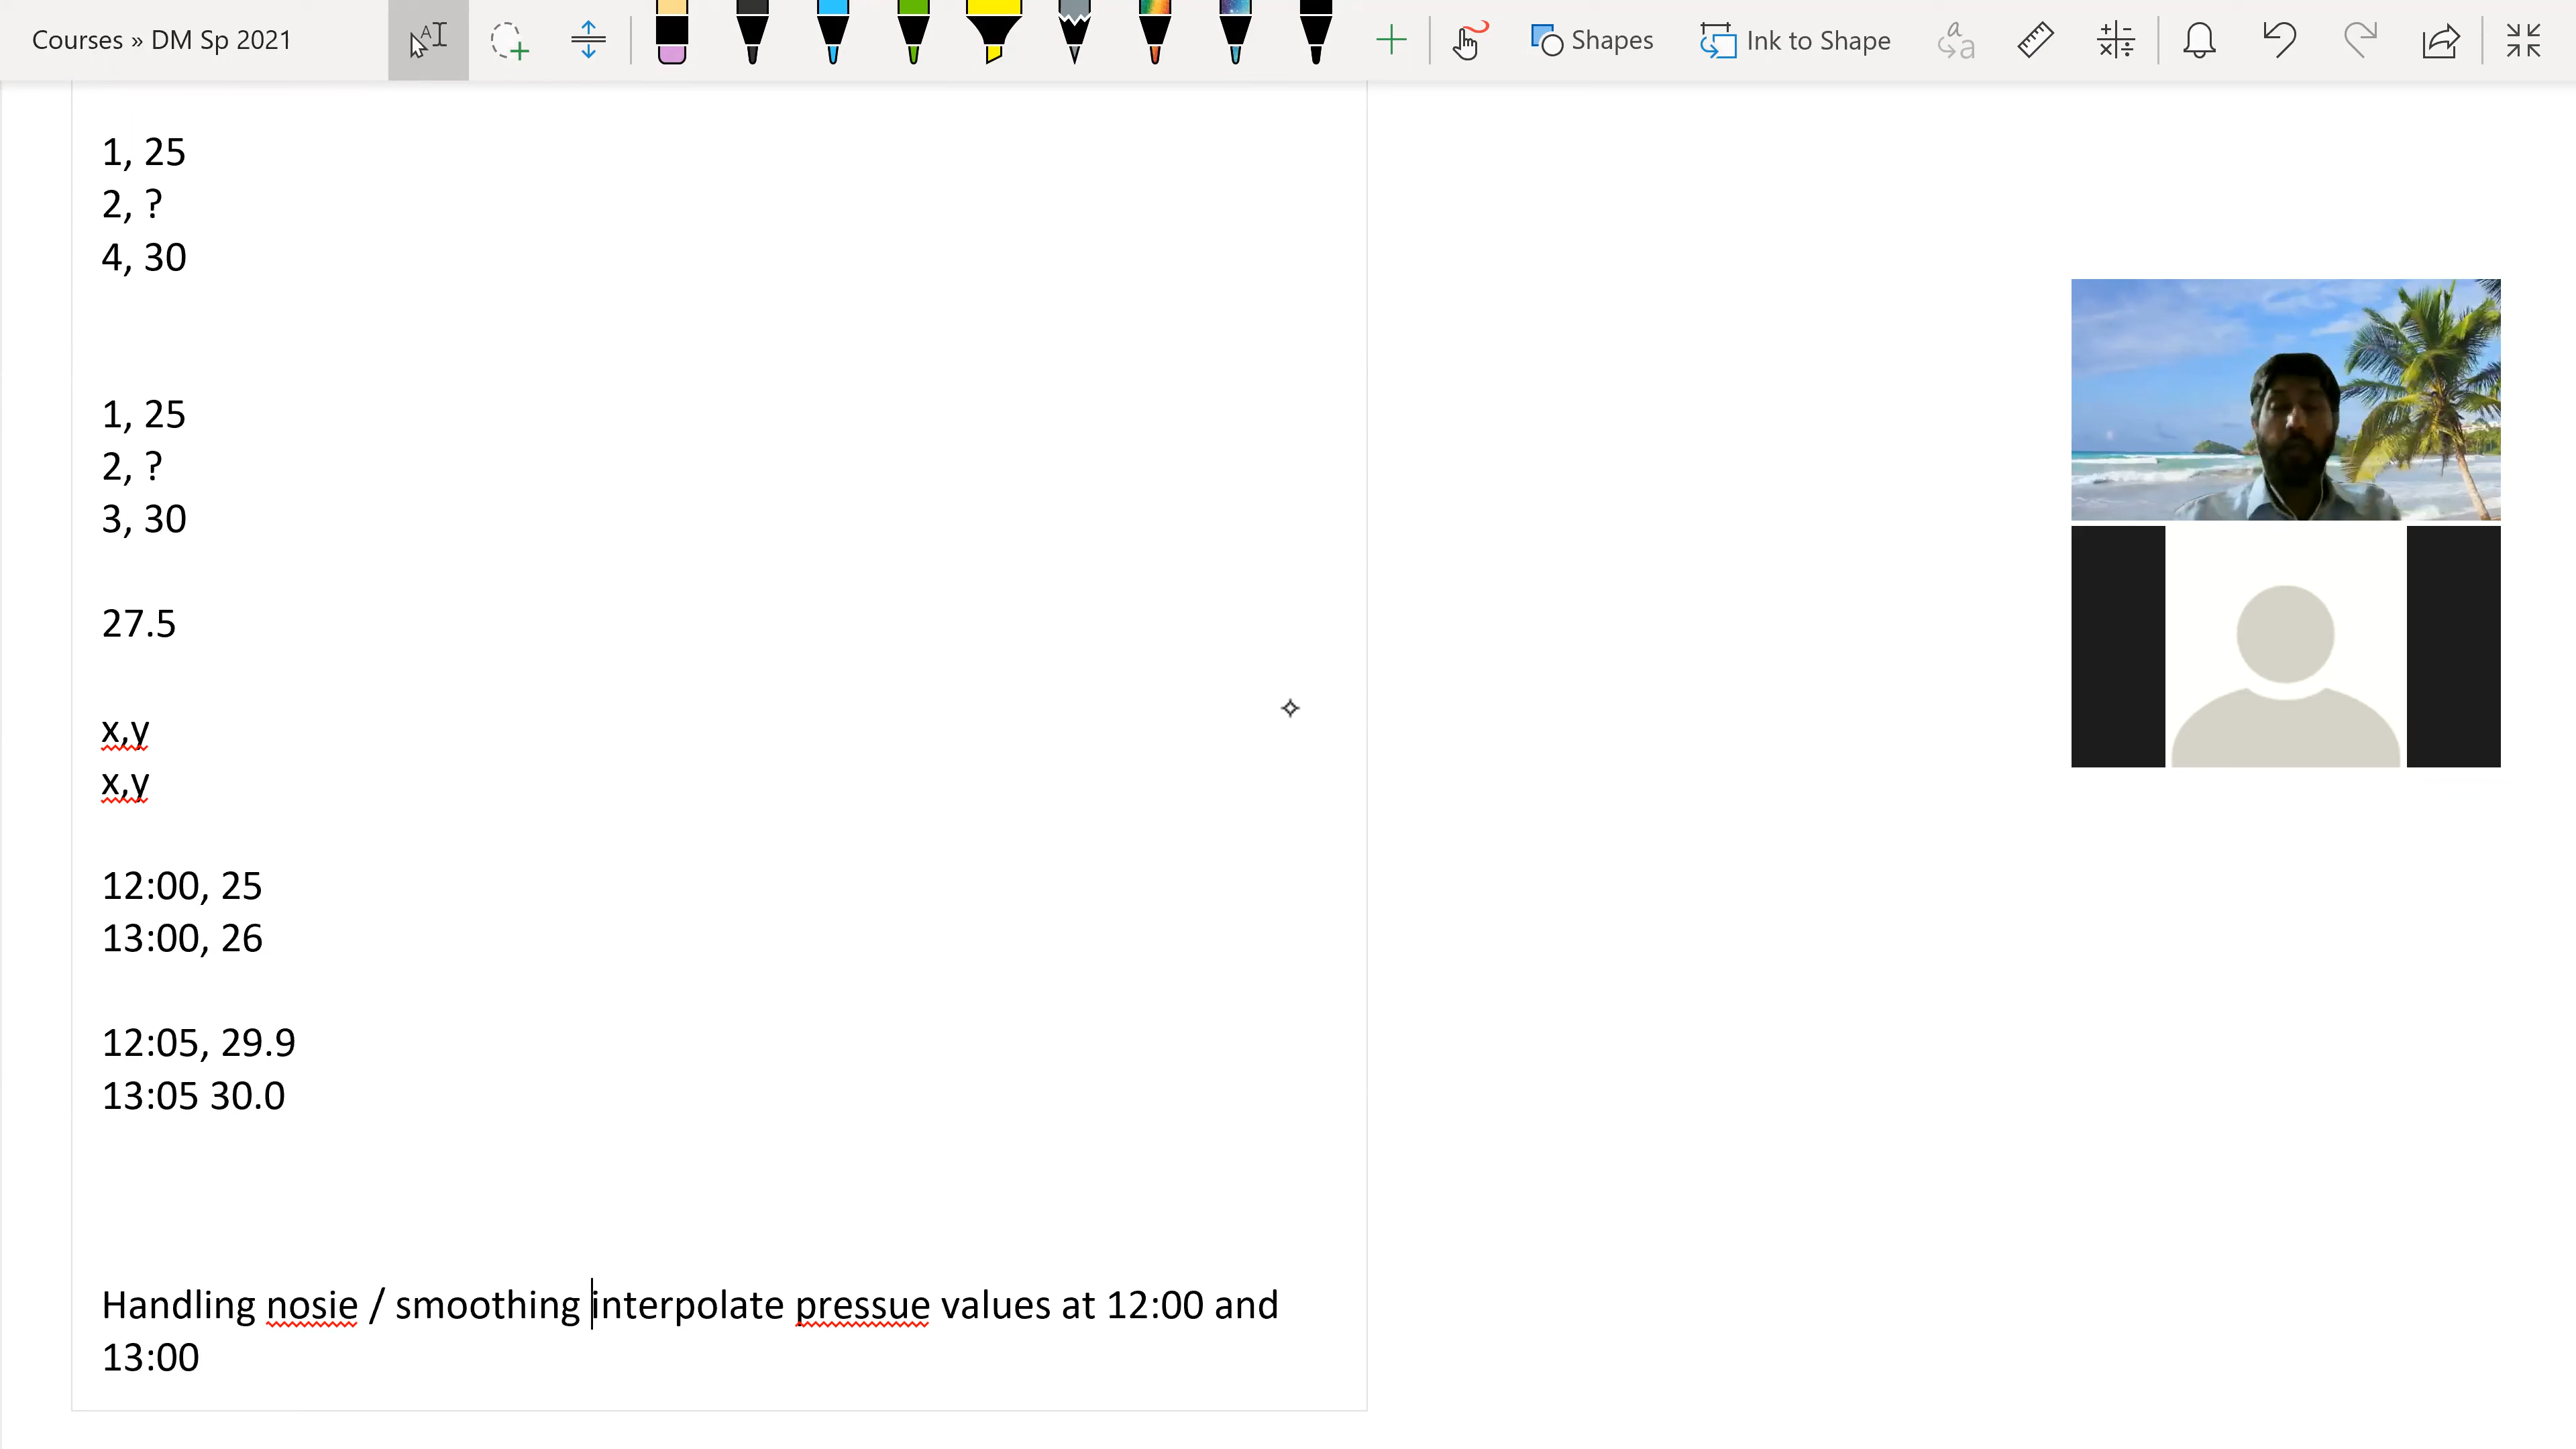 Courses » DM Sp 2021
Shapes
Ink to Shape
1, 25
2, ?
4, 30
1, 25
2, ?
3, 30
27.5
x,y
x,y
12:00, 25
13:00, 26
12:05, 29.9
13:05 30.0
Handling nosie / smoothing interpolate pressue values at 12:00 and
13:00